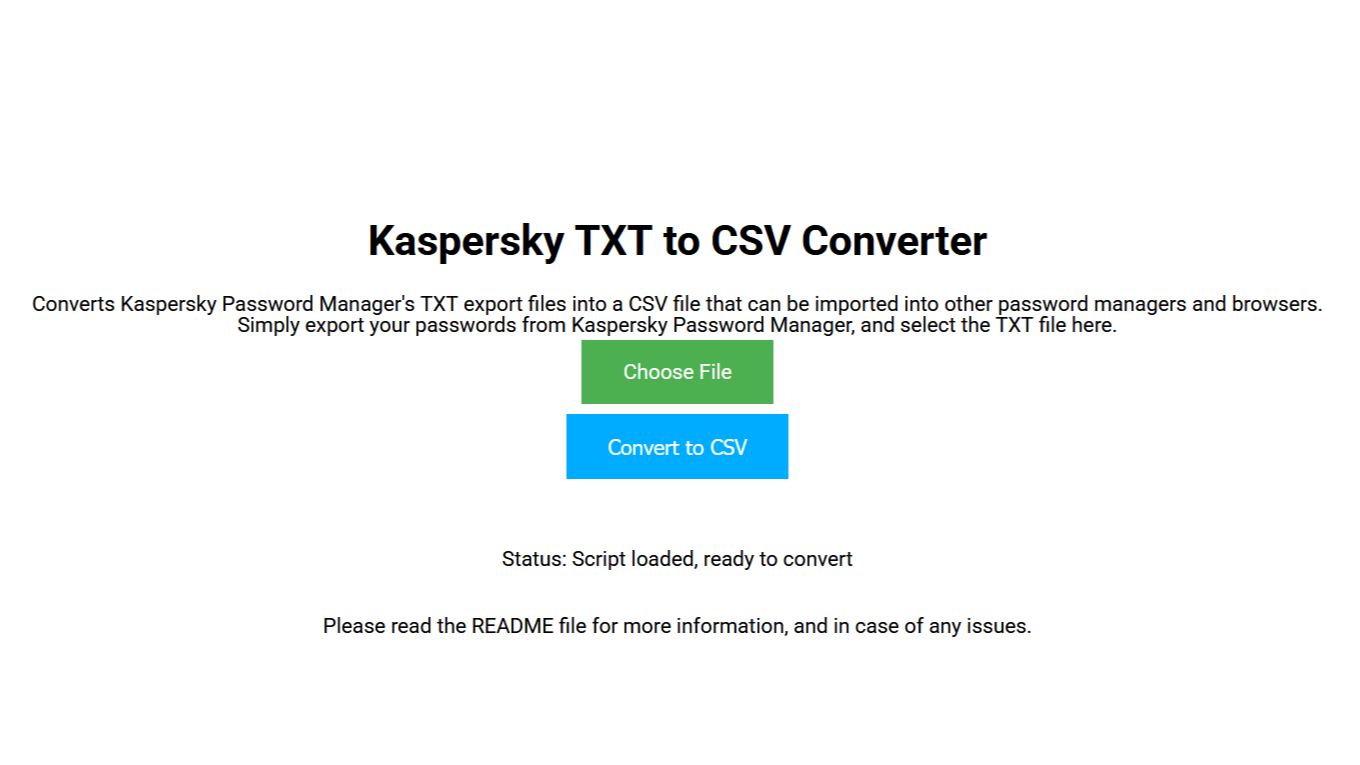 Kaspersky TXT to CSV Converter
Converts Kaspersky Password Manager's TXT export files into a CSV file that can be imported into other password managers and browsers.
Simply export your passwords from Kaspersky Password Manager, and select the TXT file here.
Choose File
Convert to CSV
Status: Script loaded, ready to convert
Please read the README file for more information, and in case of any issues.